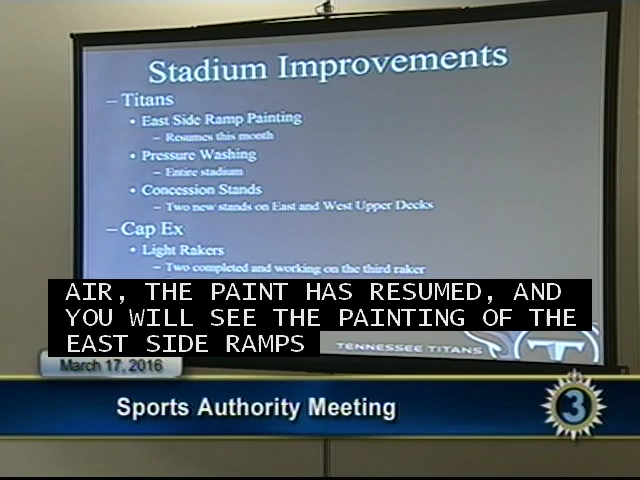 Stadium Improvements
– Titans
• East Side Ramp Painting
– Resumes this month
• Pressure Washing
– Entire stadium
• Concession Stands
– Two new stands on East and West Upper Decks
– Cap Ex
• Light Rakers
– Two completed and working on the third raker
AIR, THE PAINT HAS RESUMED, AND
YOU WILL SEE THE PAINTING OF THE
EAST SIDE RAMPS
TENNESSEE TITANS
T
March 17, 2016
Sports Authority Meeting
3